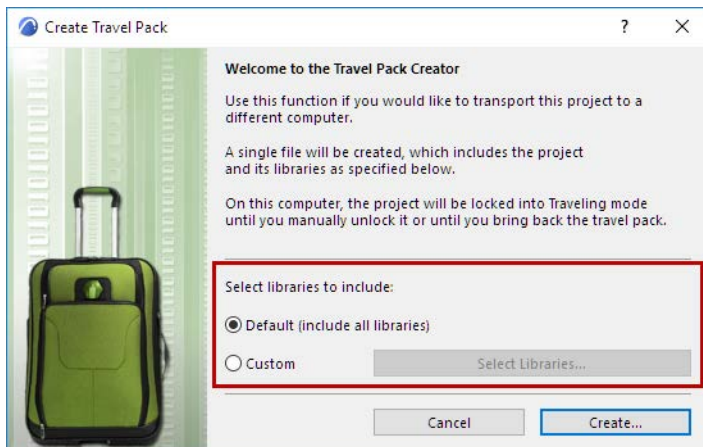 Create Travel Pack
?
Welcome to the Travel Pack Creator
Use this function if you would like to transport this project to a
different computer.
A single file will be created, which includes the project
and its libraries as specified below.
On this computer, the project will be locked into Traveling mode
until you manually unlock it or until you bring back the travel pack.
Select libraries to include:
Default (include all libraries)
Custom
Select Libraries...
Cancel
Create...